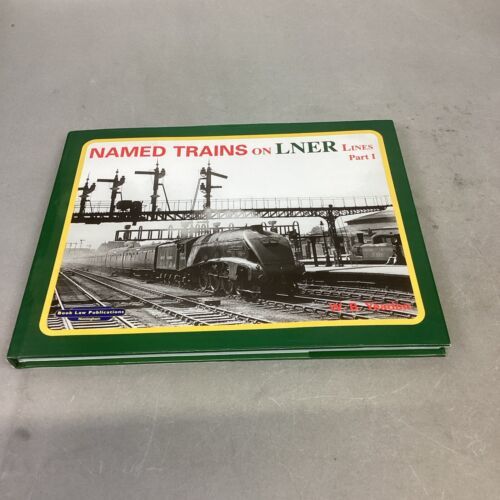 NAMED TRAINS ON LNER LINES
Part 1
Book Law Publications